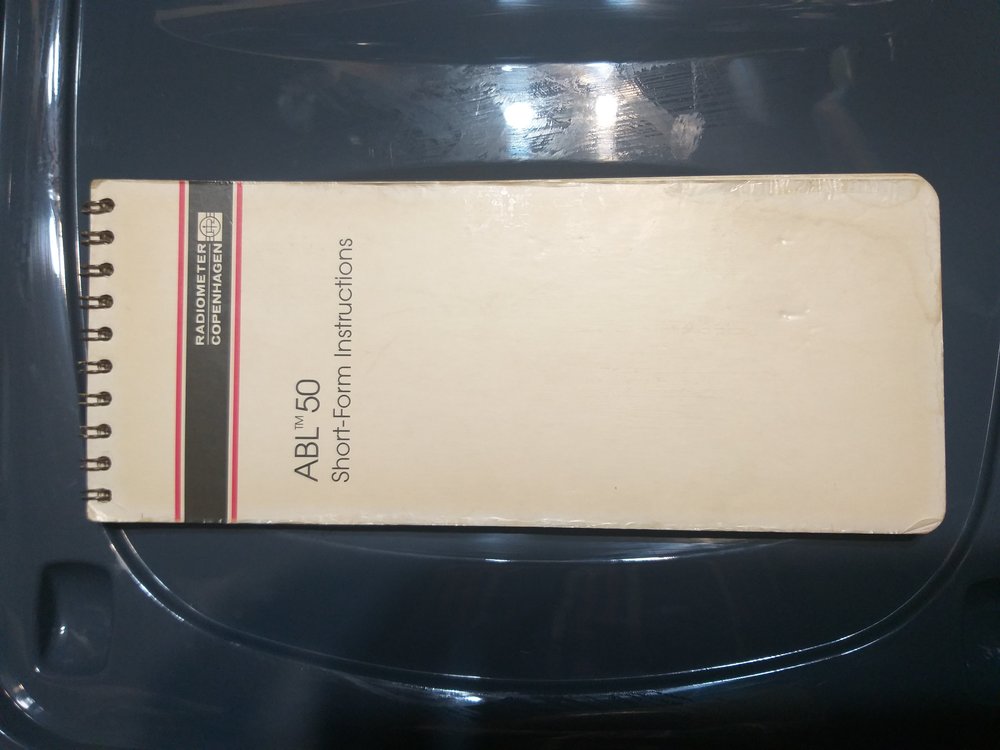 RADIOMETER
COPENHAGEN
ABL™50
Short-Form Instructions